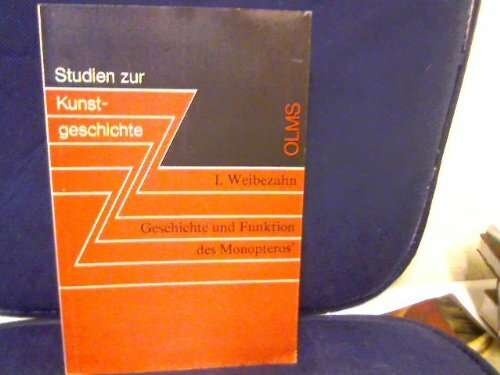 Studien zur
Kunst-
geschichte
OLMS
I. Weibezahn
Geschichte und Funktion
des Monopteros